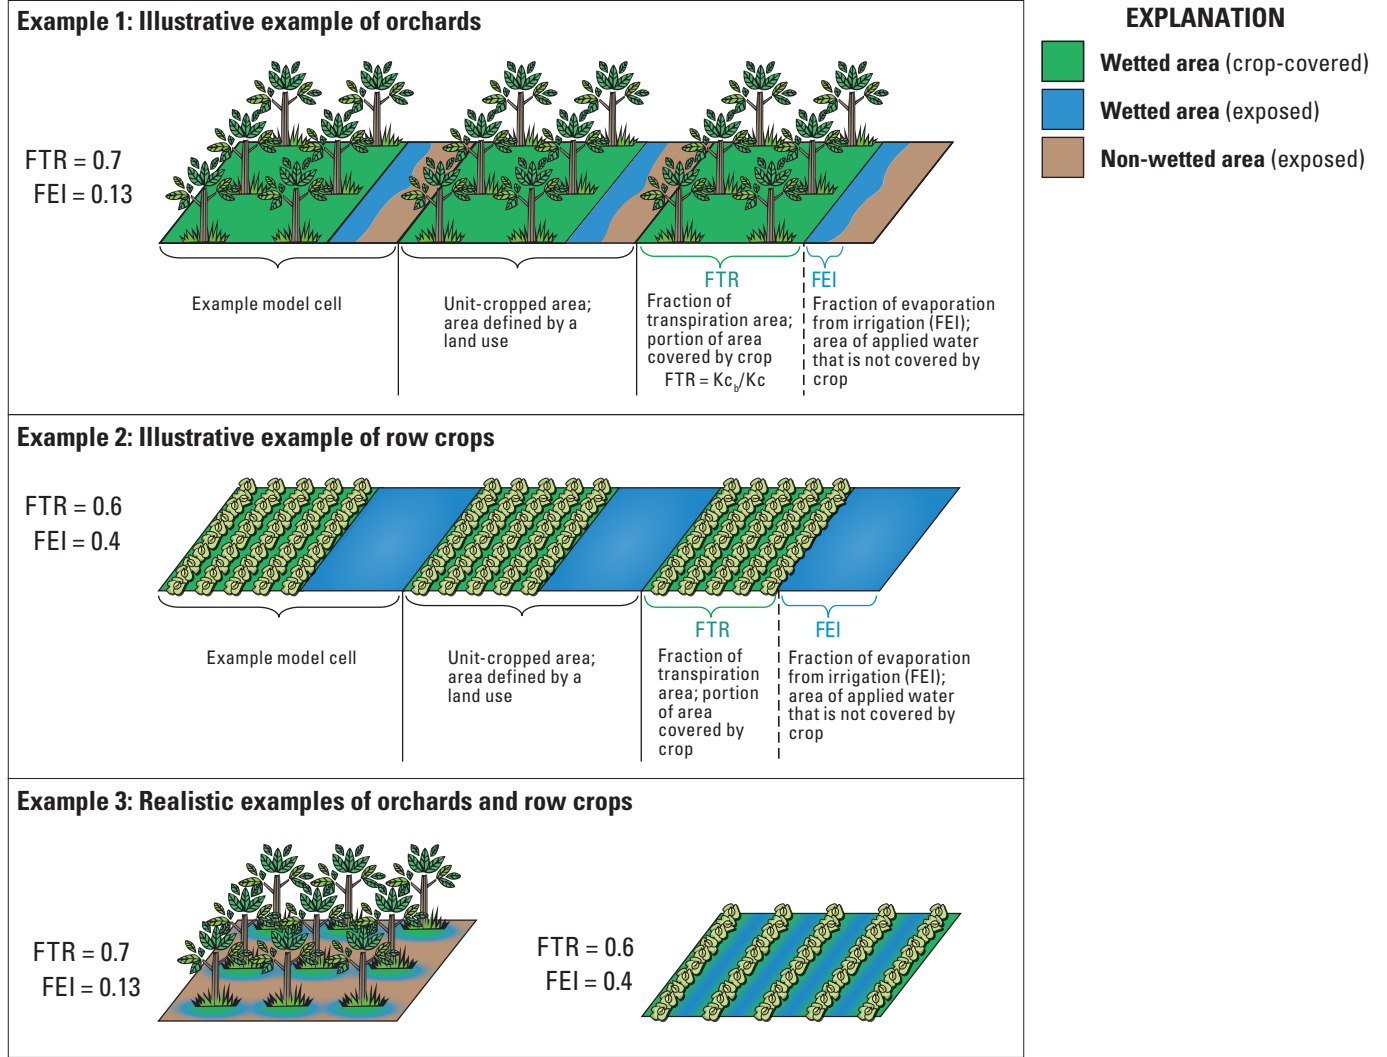 Example 1: Illustrative example of orchards
FTR = 0.7
FEI = 0.13
Example model cell
Unit-cropped area;
area defined by a
land use
FTR
Fraction of
transpiration area;
portion of area
covered by crop
FTR = Kcb/Kc
FEI
Fraction of evaporation
from irrigation (FEI);
area of applied water
that is not covered by
crop
Example 2: Illustrative example of row crops
FTR = 0.6
FEI = 0.4
Example model cell
Unit-cropped area;
area defined by a
land use
FTR
Fraction of
transpiration
area; portion
of area
covered by
crop
FEI
Fraction of evaporation
from irrigation (FEI);
area of applied water
that is not covered by
crop
Example 3: Realistic examples of orchards and row crops
FTR = 0.7
FEI = 0.13
FTR = 0.6
FEI = 0.4
EXPLANATION
Wetted area (crop-covered)
Wetted area (exposed)
Non-wetted area (exposed)